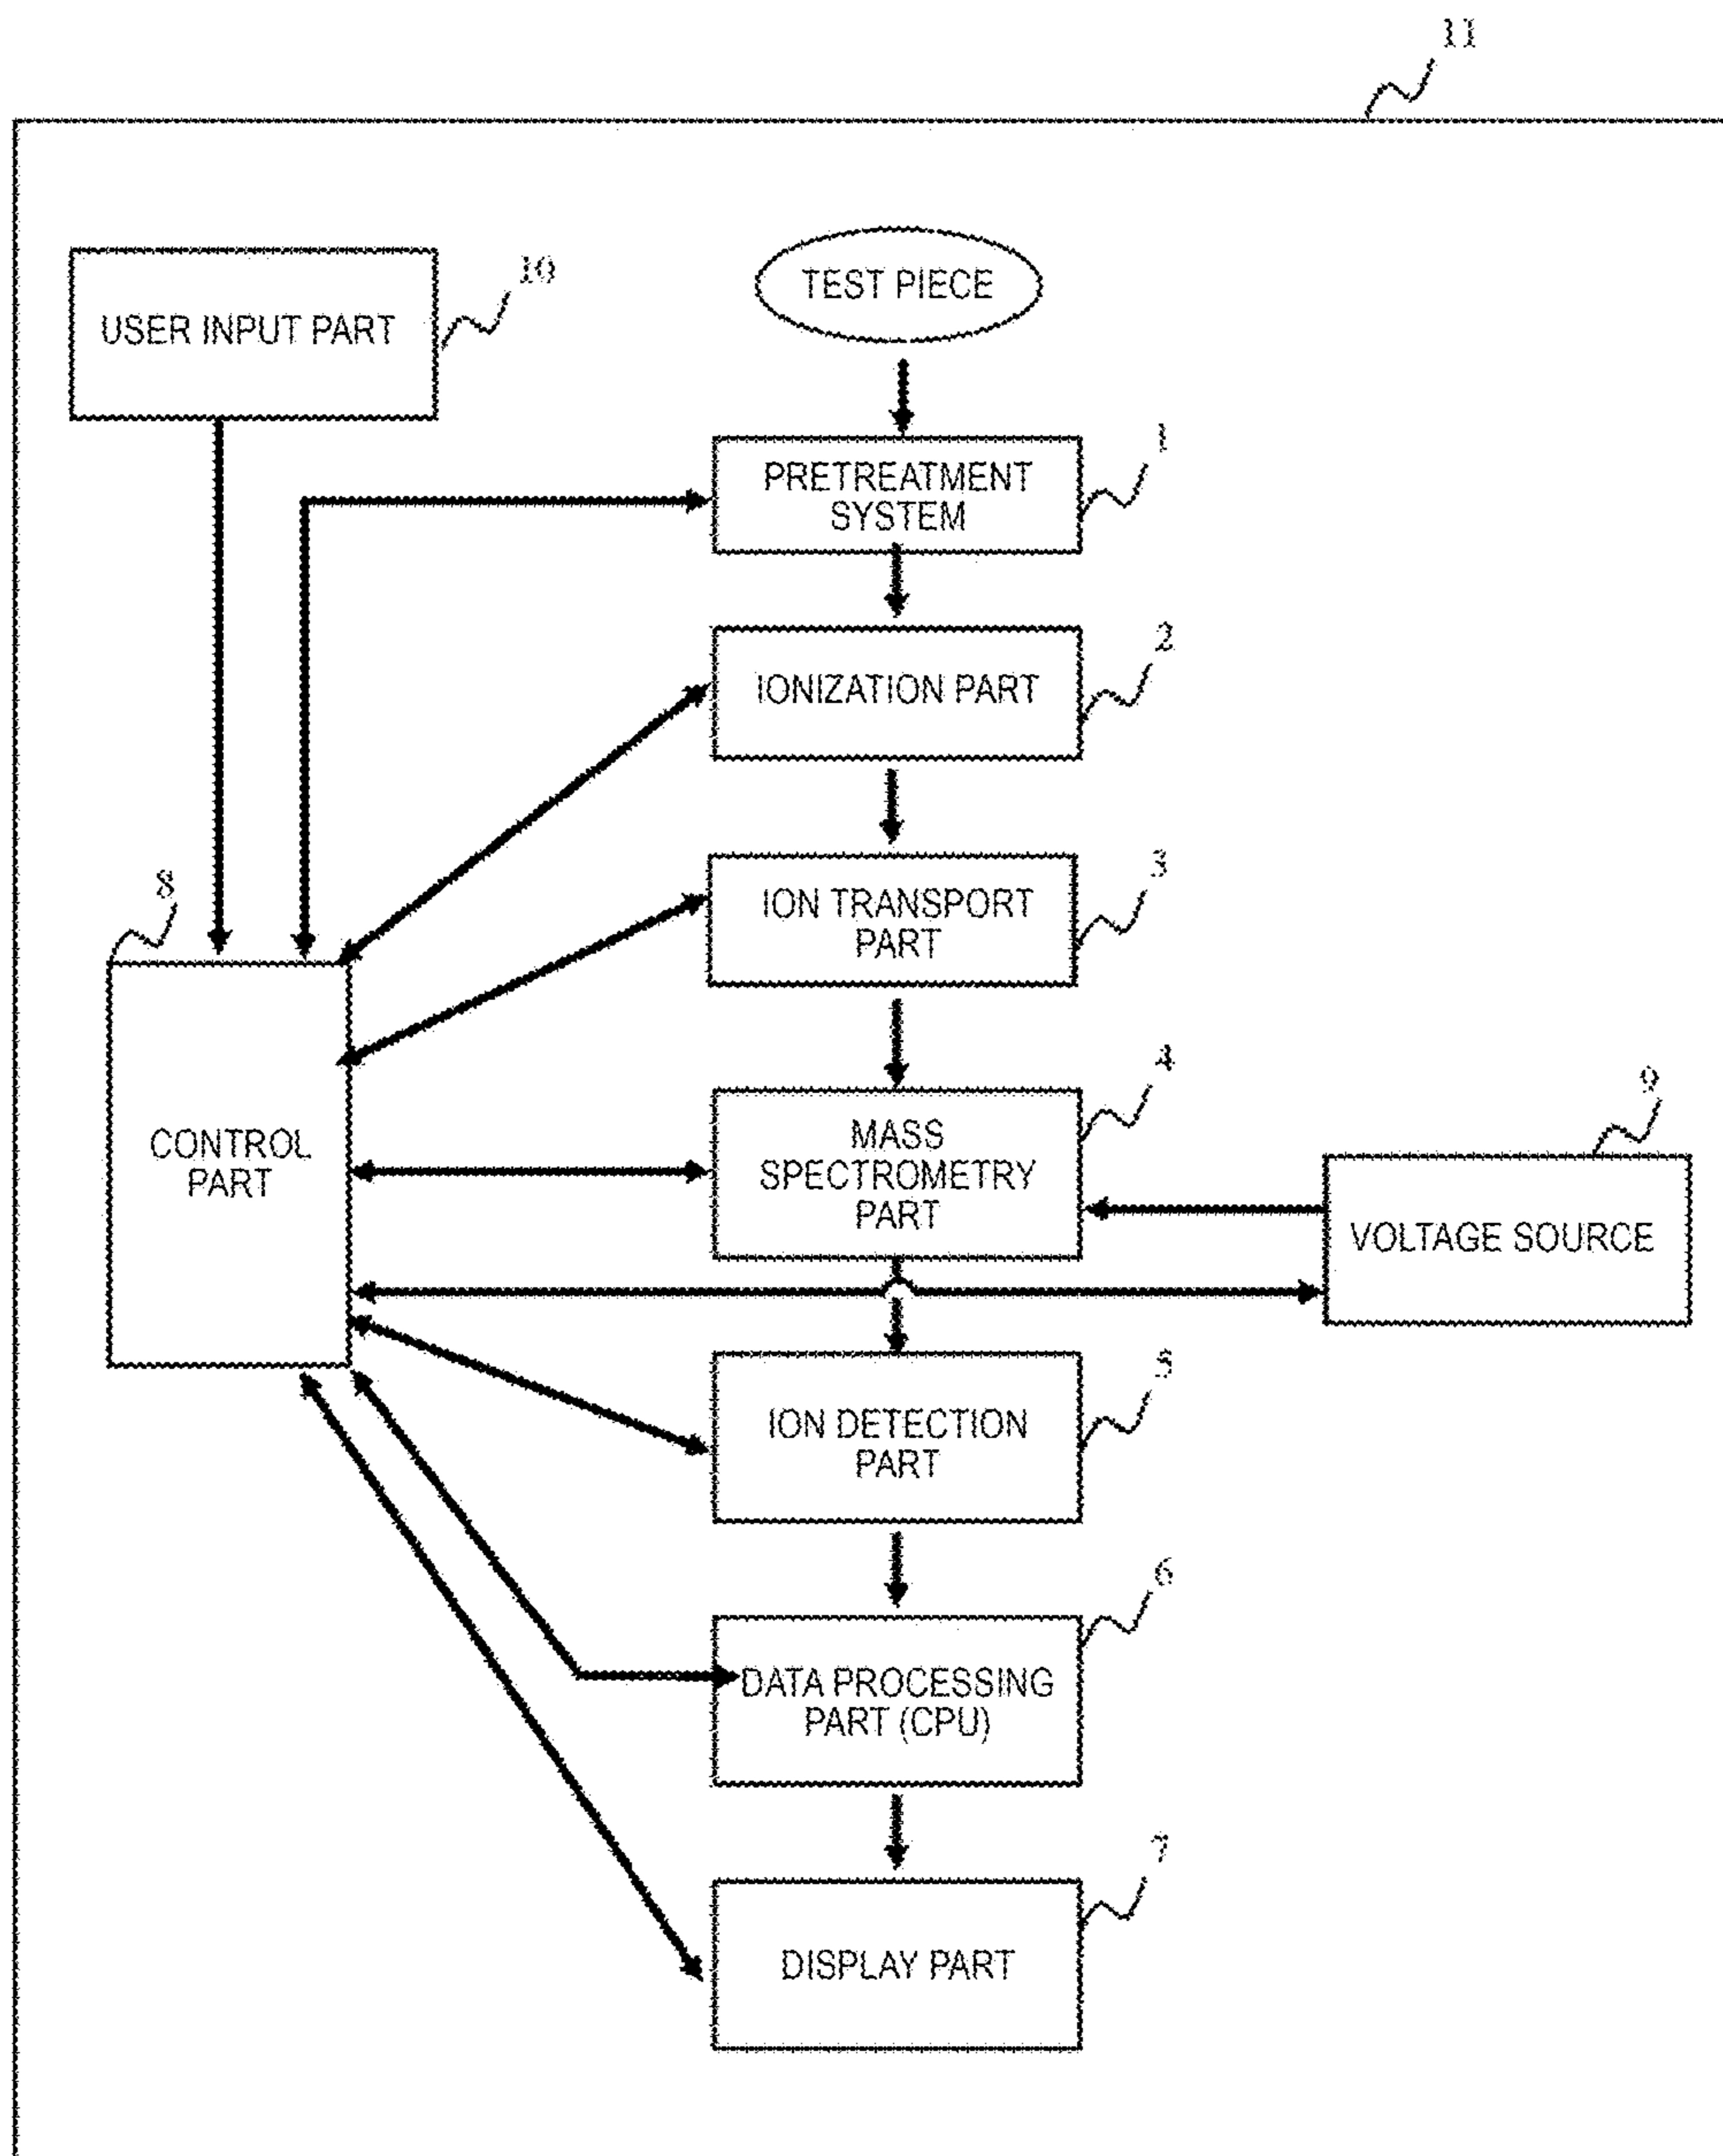 11
USER INPUT PART
10
TEST PIECE
1
PRETREATMENT
SYSTEM
2
IONIZATION PART
3
ION TRANSPORT
PART
8
CONTROL
PART
4
MASS
SPECTROMETRY
PART
9
VOLTAGE SOURCE
5
ION DETECTION
PART
6
DATA PROCESSING
PART (CPU)
7
DISPLAY PART